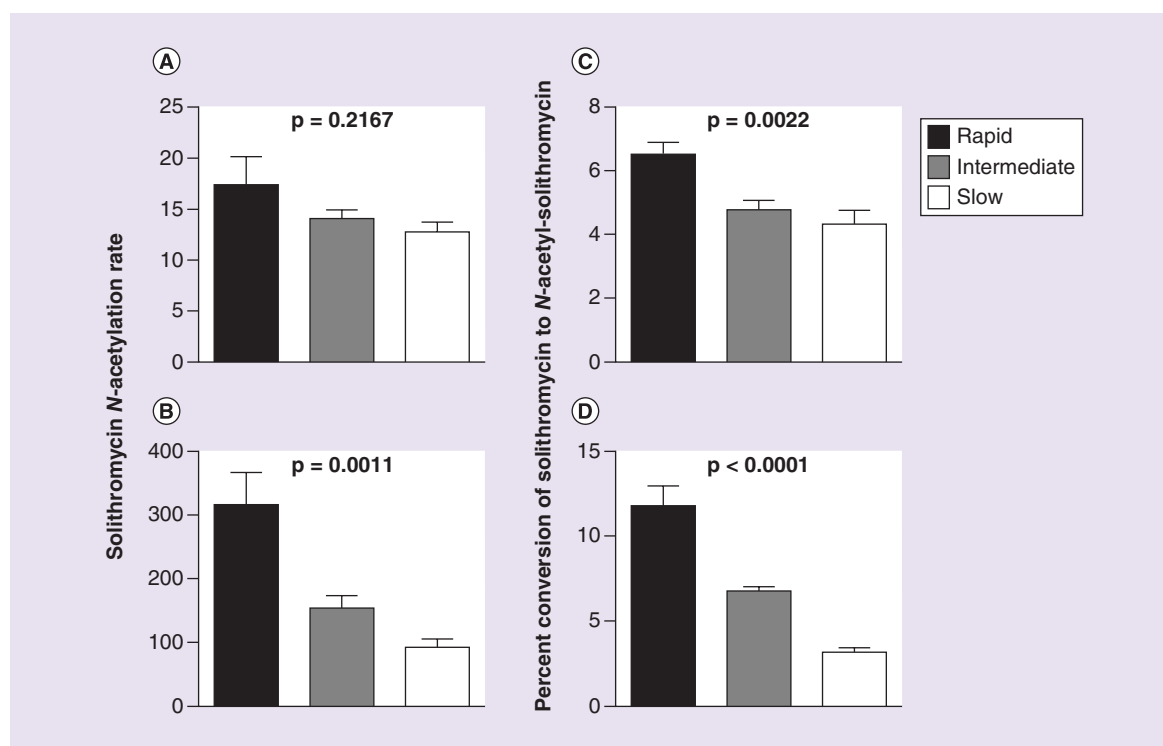 A
Solithromycin N-acetylation rate
25
20
15
10
5
0
p = 0.2167
B
400
300
200
100
0
p = 0.0011
C
Percent conversion of solithromycin to N-acetyl-solithromycin
8
6
4
2
0
p = 0.0022
D
15
10
5
0
p < 0.0001
Rapid
Intermediate
Slow